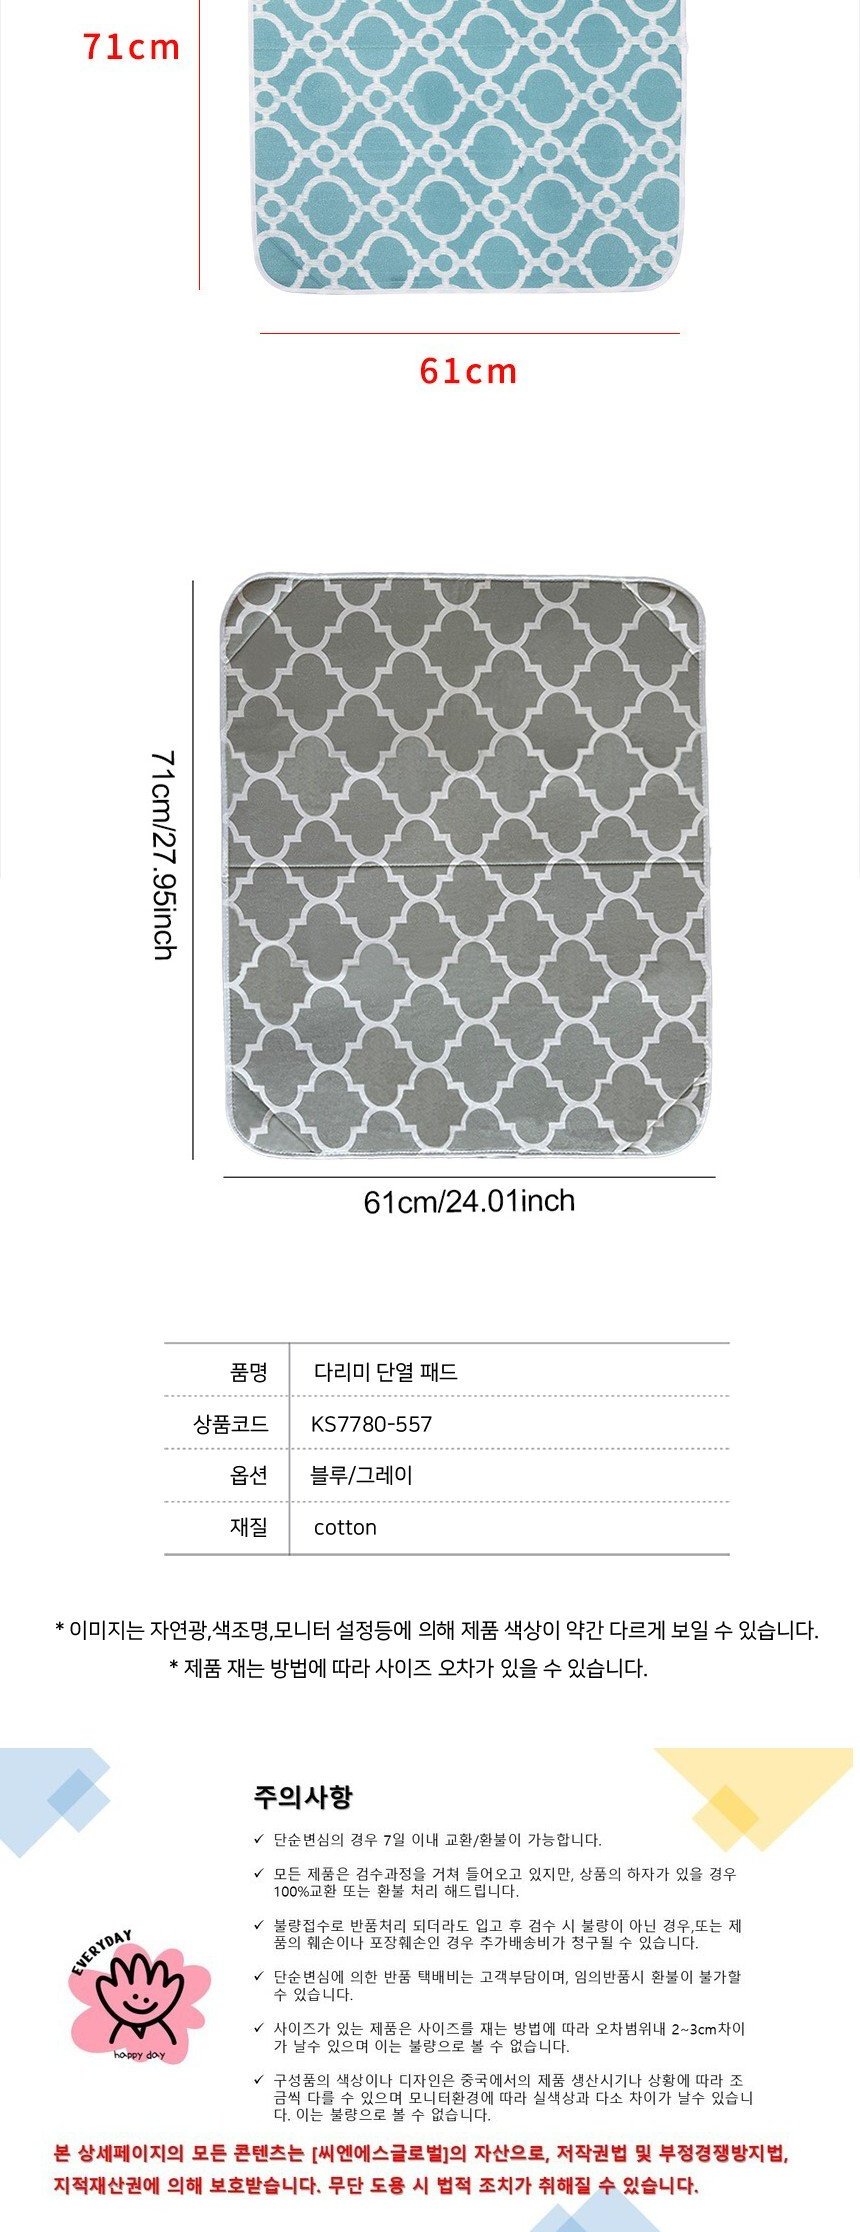 71cm
61cm
71cm/27.95inch
61cm/24.01inch
품명 다리미 단열 패드
상품코드 KS7780-557
옵션 블루/그레이
재질 cotton
* 이미지는 자연광,색조명,모니터 설정등에 의해 제품 색상이 약간 다르게 보일 수 있습니다.
* 제품 재는 방법에 따라 사이즈 오차가 있을 수 있습니다.
주의사항
✓ 단순변심의 경우 7일 이내 교환/환불이 가능합니다.
✓ 모든 제품은 검수과정을 거쳐 들어오고 있지만, 상품의 하자가 있을 경우
100%교환 또는 환불 처리 해드립니다.
✓ 불량접수로 반품처리 되더라도 입고 후 검수 시 불량이 아닌 경우,또는 제
품의 훼손이나 포장훼손인 경우 추가배송비가 청구될 수 있습니다.
✓ 단순변심에 의한 반품 택배비는 고객부담이며, 임의반품시 환불이 불가할
수 있습니다.
✓ 사이즈가 있는 제품은 사이즈를 재는 방법에 따라 오차범위내 2~3cm차이
가 날수 있으며 이는 불량으로 볼 수 없습니다.
✓ 구성품의 색상이나 디자인은 중국에서의 제품 생산시기나 상황에 따라 조
금씩 다를 수 있으며 모니터환경에 따라 실색상과 다소 차이가 날수 있습니
다. 이는 불량으로 볼 수 없습니다.
EVERYDAY
happy day
본 상세페이지의 모든 콘텐츠는 [씨엔에스글로벌]의 자산으로, 저작권법 및 부정경쟁방지법,
지적재산권에 의해 보호받습니다. 무단 도용 시 법적 조치가 취해질 수 있습니다.